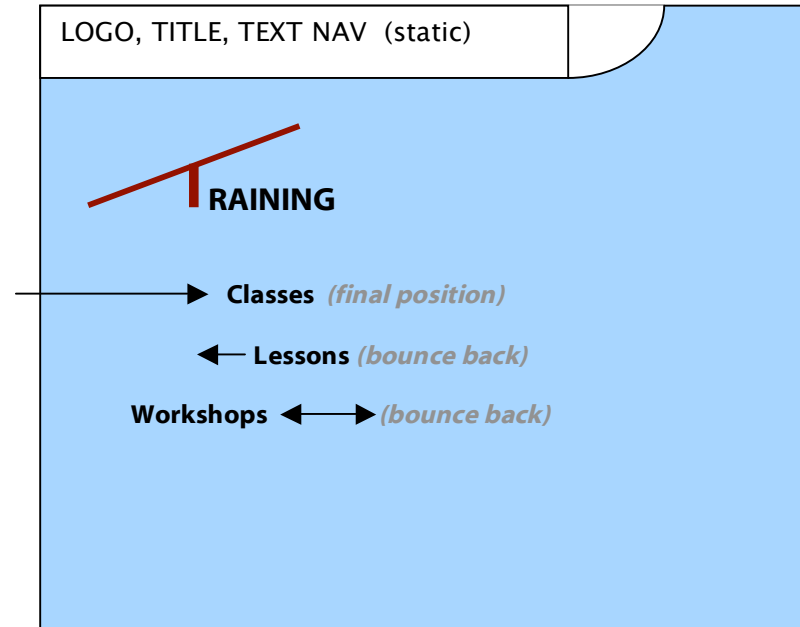 LOGO, TITLE, TEXT NAV (static)
RAINING
Classes (final position)
Lessons (bounce back)
Workshops (bounce back)